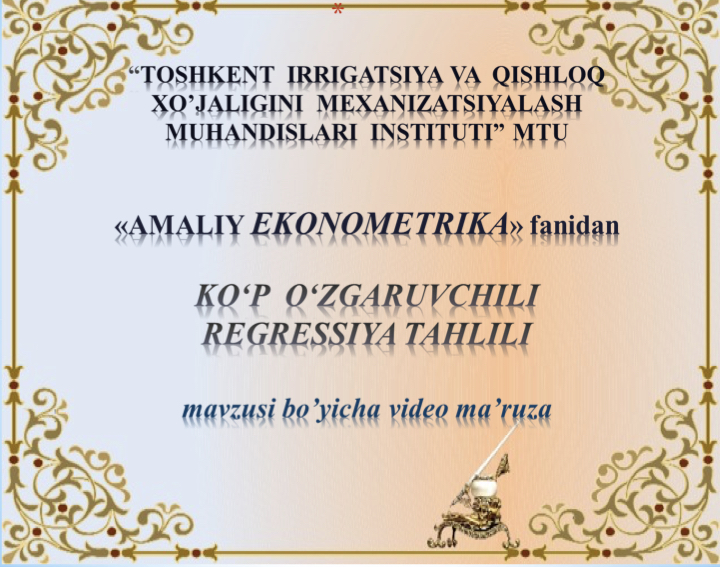 *
“TOSHKENT IRRIGATSIYA VA QISHLOQ
XO’JALIGINI MEXANIZATSIYALASH
MUHANDISLARI INSTITUTI” MTU
«AMALIY EKONOMETRIKA» fanidan
KO‘P O‘ZGARUVCHILI
REGRESSIYA TAHLILI
mavzusi bo’yicha video ma’ruza